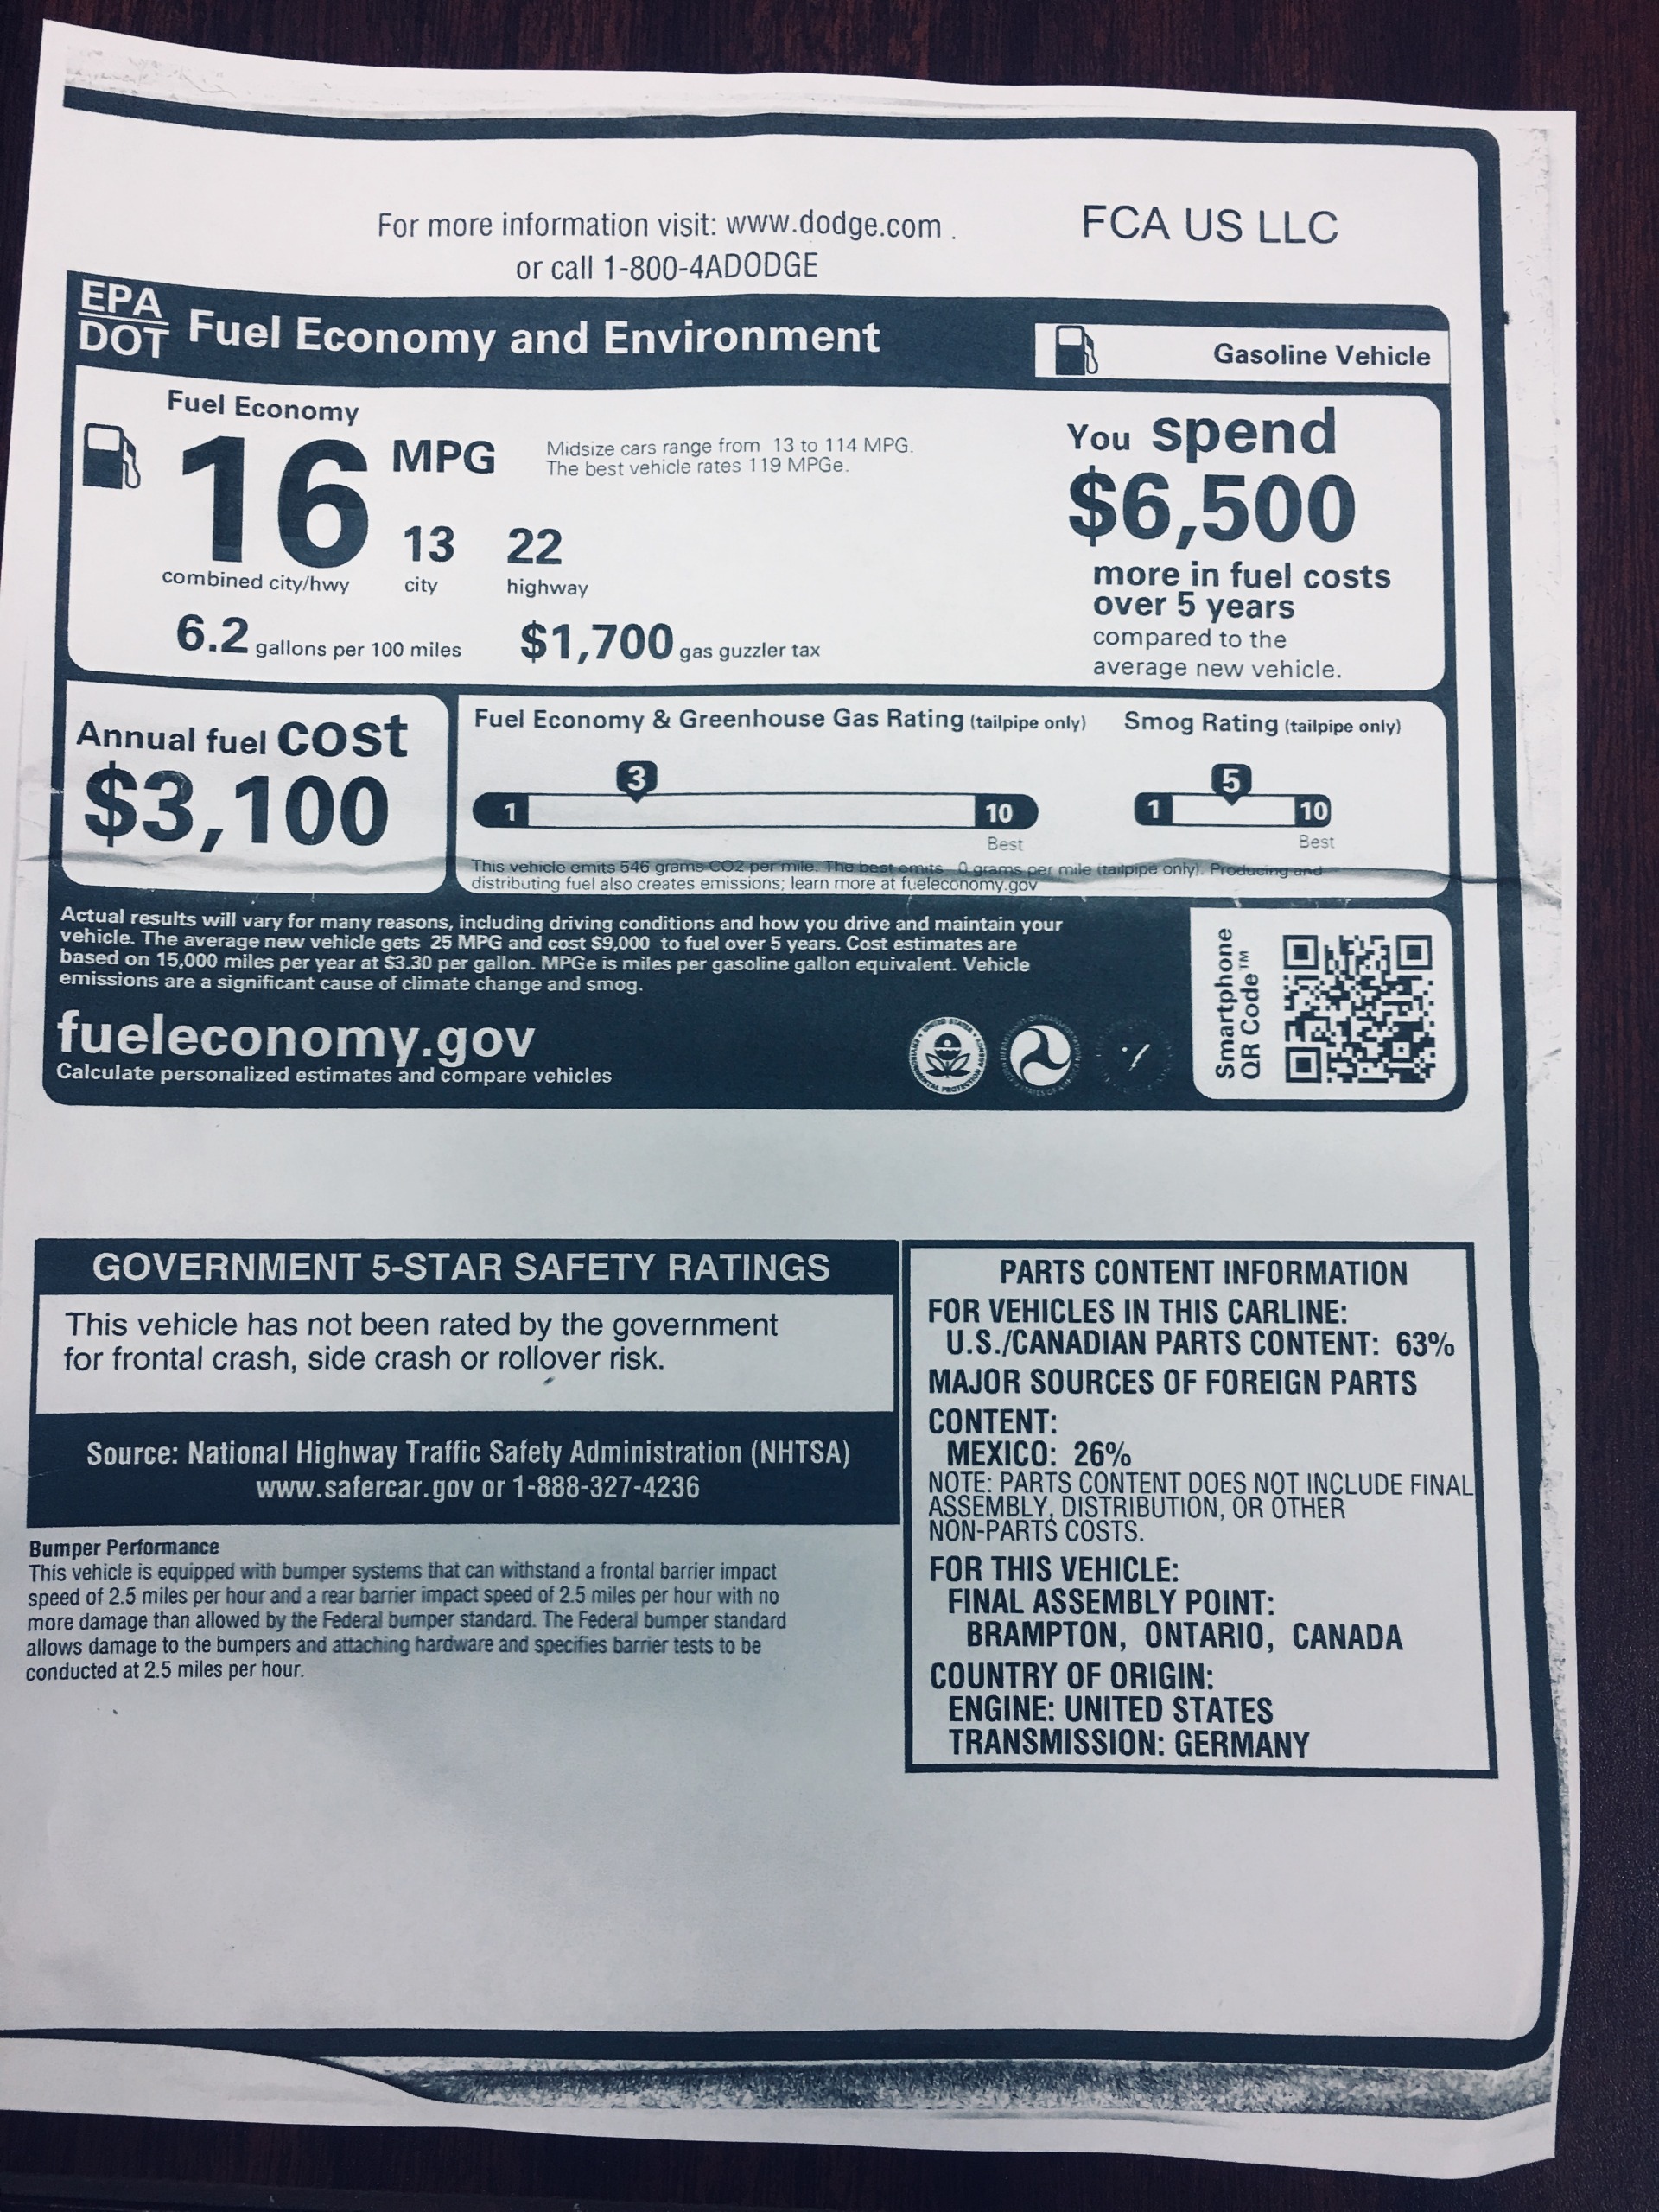 For more information visit: www.dodge.com .
or call 1-800-4ADODGE
FCA US LLC
EPA
DOT
Fuel Economy and Environment
Gasoline Vehicle
Fuel Economy
16 MPG
combined city/hwy
13
city
22
highway
Midsize cars range from 13 to 114 MPG.
The best vehicle rates 119 MPGe.
6.2 gallons per 100 miles
$1,700 gas guzzler tax
You spend
$6,500
more in fuel costs
over 5 years
compared to the
average new vehicle.
Annual fuel cost
$3,100
Fuel Economy & Greenhouse Gas Rating (tailpipe only)
3
1
10
Best
Smog Rating (tailpipe only)
5
1
10
Best
This vehicle emits 546 grams CO2 per mile. The best emits 0 grams per mile (tailpipe only). Producing and
distributing fuel also creates emissions; learn more at fueleconomy.gov
Actual results will vary for many reasons, including driving conditions and how you drive and maintain your
vehicle. The average new vehicle gets 25 MPG and cost $9,000 to fuel over 5 years. Cost estimates are
based on 15,000 miles per year at $3.30 per gallon. MPGe is miles per gasoline gallon equivalent. Vehicle
emissions are a significant cause of climate change and smog.
fueleconomy.gov
Calculate personalized estimates and compare vehicles
Smartphone
QR Code™
GOVERNMENT 5-STAR SAFETY RATINGS
This vehicle has not been rated by the government
for frontal crash, side crash or rollover risk.
Source: National Highway Traffic Safety Administration (NHTSA)
www.safercar.gov or 1-888-327-4236
Bumper Performance
This vehicle is equipped with bumper systems that can withstand a frontal barrier impact
speed of 2.5 miles per hour and a rear barrier impact speed of 2.5 miles per hour with no
more damage than allowed by the Federal bumper standard. The Federal bumper standard
allows damage to the bumpers and attaching hardware and specifies barrier tests to be
conducted at 2.5 miles per hour.
PARTS CONTENT INFORMATION
FOR VEHICLES IN THIS CARLINE:
U.S./CANADIAN PARTS CONTENT: 63%
MAJOR SOURCES OF FOREIGN PARTS
CONTENT:
MEXICO: 26%
NOTE: PARTS CONTENT DOES NOT INCLUDE FINAL
ASSEMBLY, DISTRIBUTION, OR OTHER
NON-PARTS COSTS.
FOR THIS VEHICLE:
FINAL ASSEMBLY POINT:
BRAMPTON, ONTARIO, CANADA
COUNTRY OF ORIGIN:
ENGINE: UNITED STATES
TRANSMISSION: GERMANY